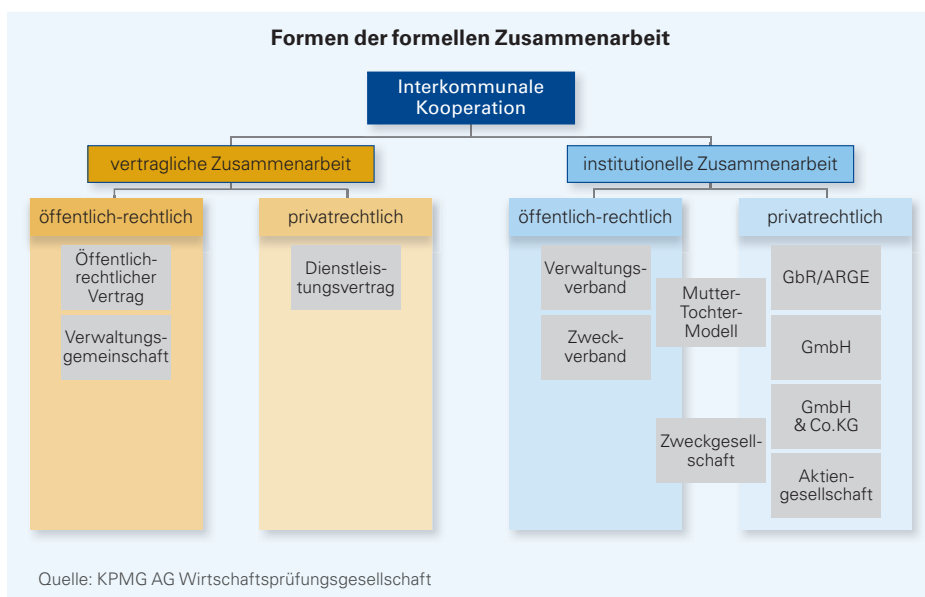 Formen der formellen Zusammenarbeit
Interkommunale
Kooperation
vertragliche Zusammenarbeit
institutionelle Zusammenarbeit
öffentlich-rechtlich
privatrechtlich
öffentlich-rechtlich
privatrechtlich
Öffentlich-
rechtlicher
Vertrag
Verwaltungs-
gemeinschaft
Dienstleis-
tungsvertrag
Verwaltungs-
verband
Zweck-
verband
Mutter-
Tochter-
Modell
Zweckgesell-
schaft
GbR/ARGE
GmbH
GmbH
& Co.KG
Aktien-
gesellschaft
Quelle: KPMG AG Wirtschaftsprüfungsgesellschaft